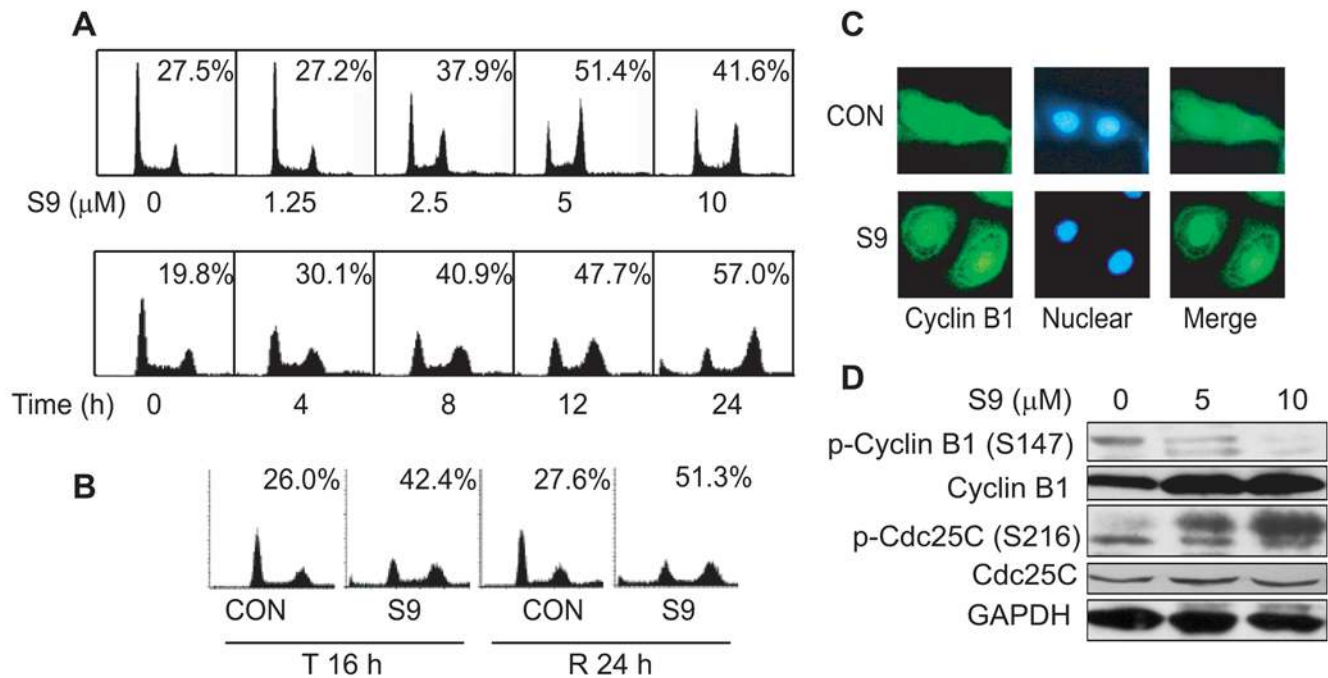 A
27.5% 27.2% 37.9% 51.4% 41.6%
S9 (μM) 0 1.25 2.5 5 10
19.8% 30.1% 40.9% 47.7% 57.0%
Time (h) 0 4 8 12 24
B
26.0% 42.4% 27.6% 51.3%
CON S9 CON S9
T 16 h R 24 h
C
CON
S9
Cyclin B1 Nuclear Merge
D
S9 (μM) 0 5 10
p-Cyclin B1 (S147)
Cyclin B1
p-Cdc25C (S216)
Cdc25C
GAPDH